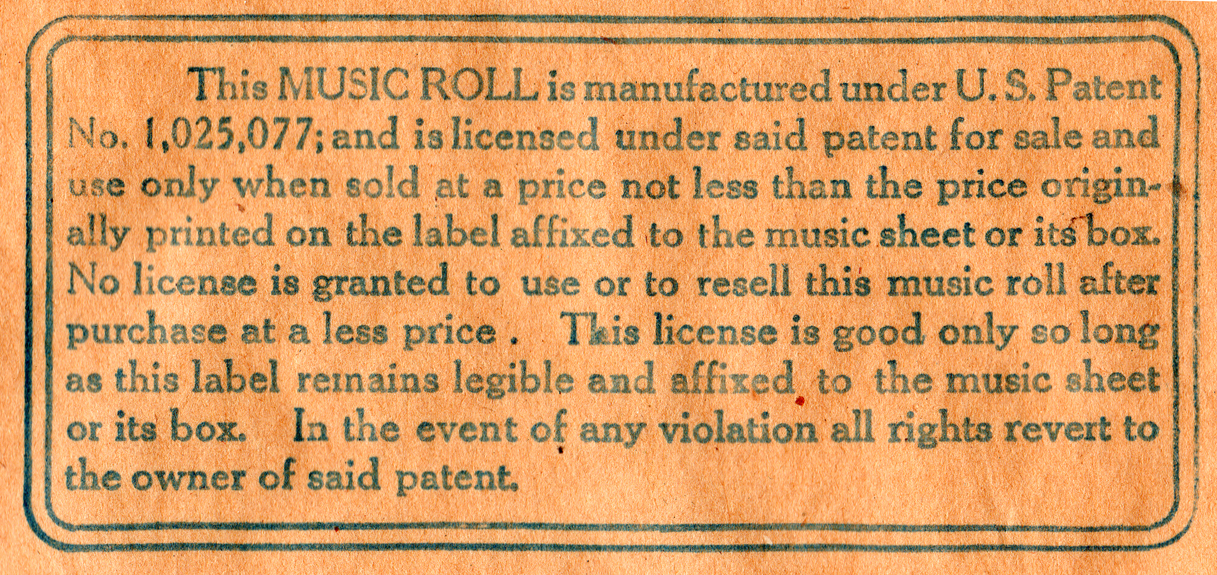 This MUSIC ROLL is manufactured under U. S. Patent
No. 1,025,077; and is licensed under said patent for sale and
use only when sold at a price not less than the price origin-
ally printed on the label affixed to the music sheet or its box.
No license is granted to use or to resell this music roll after
purchase at a less price . This license is good only so long
as this label remains legible and affixed to the music sheet
or its box. In the event of any violation all rights revert to
the owner of said patent.